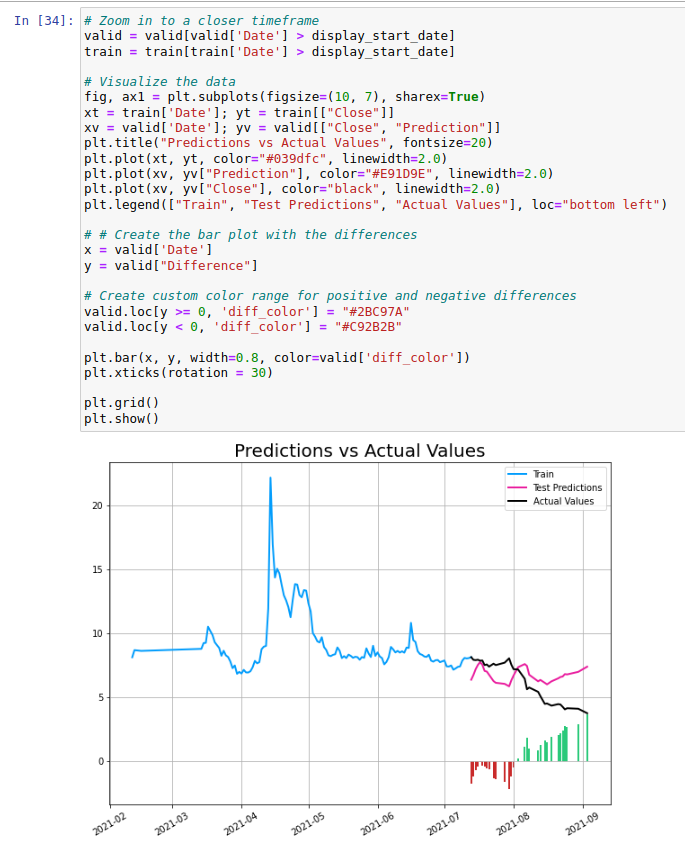 In [34]:
# Zoom in to a closer timeframe
valid = valid[valid['Date'] > display_start_date]
train = train[train['Date'] > display_start_date]
# Visualize the data
fig, ax1 = plt.subplots(figsize=(10, 7), sharex=True)
xt = train['Date']; yt = train[["Close"]]
xv = valid['Date']; yv = valid[["Close", "Prediction"]]
plt.title("Predictions vs Actual Values", fontsize=20)
plt.plot(xt, yt, color="#039dfc", linewidth=2.0)
plt.plot(xv, yv["Prediction"], color="#E91D9E", linewidth=2.0)
plt.plot(xv, yv["Close"], color="black", linewidth=2.0)
plt.legend(["Train", "Test Predictions", "Actual Values"], loc="bottom left")
# # Create the bar plot with the differences
x = valid['Date']
y = valid["Difference"]
# Create custom color range for positive and negative differences
valid.loc[y >= 0, 'diff_color'] = "#2BC97A"
valid.loc[y < 0, 'diff_color'] = "#C92B2B"
plt.bar(x, y, width=0.8, color=valid['diff_color'])
plt.xticks(rotation = 30)
plt.grid()
plt.show()
Predictions vs Actual Values
Train
Test Predictions
Actual Values
20
15
10
5
0
2021-02
2021-03
2021-04
2021-05
2021-06
2021-07
2021-08
2021-09